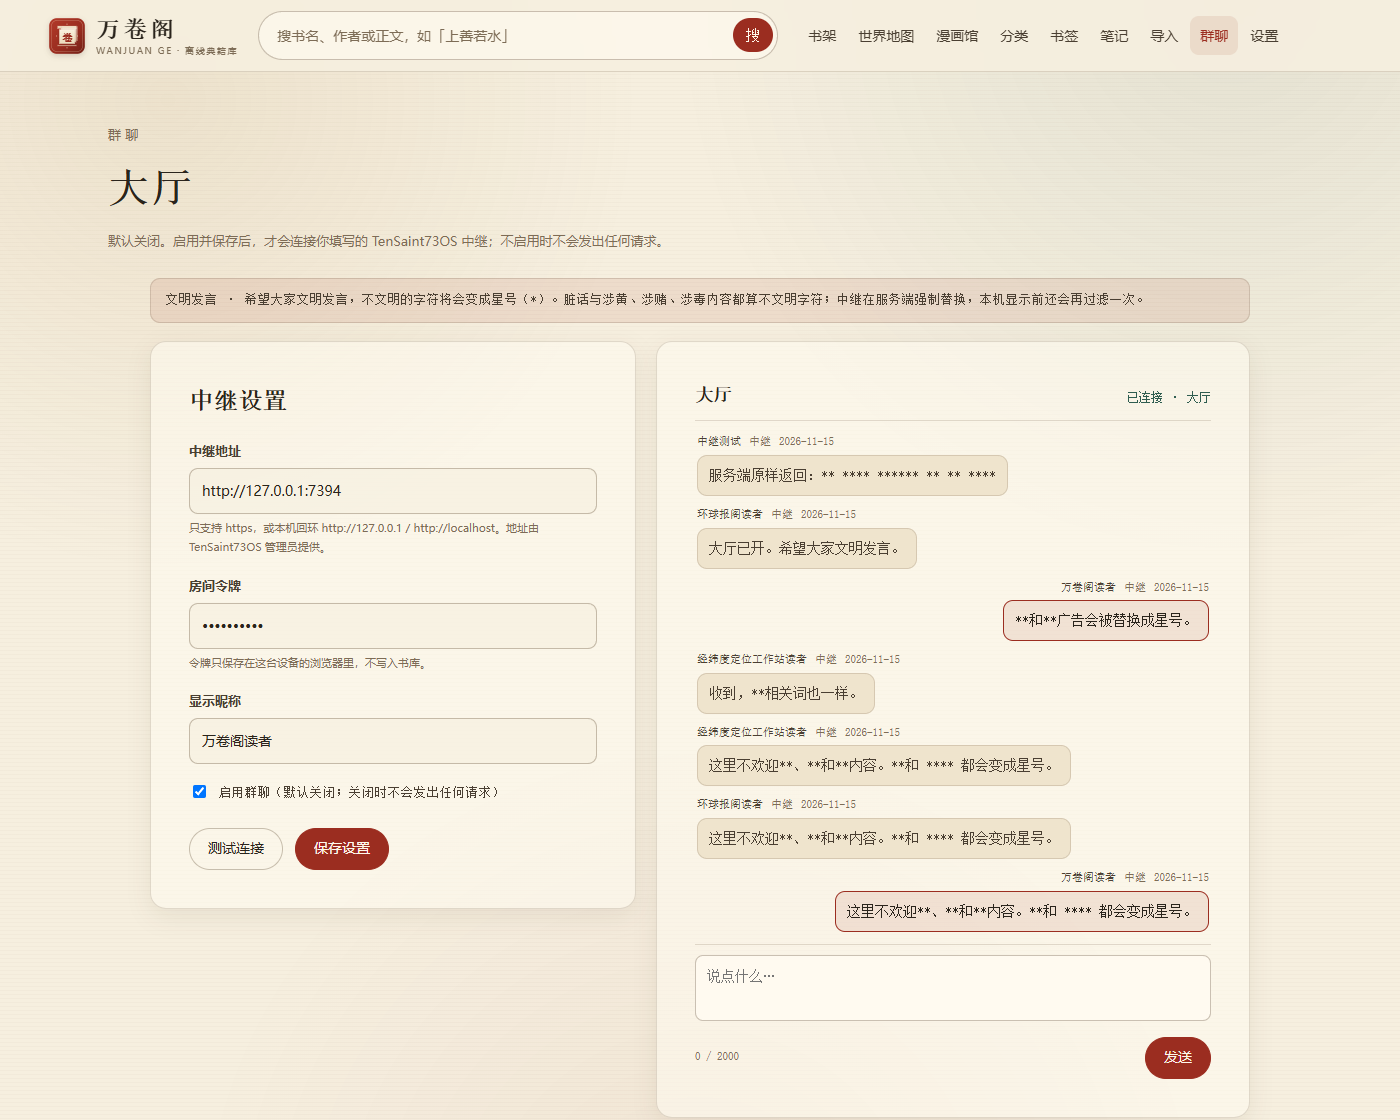 万卷阁
WANJUAN GE · 离线典籍库
搜书名、作者或正文，如「上善若水」
搜
书架 世界地图 漫画馆 分类 书签 笔记 导入 群聊 设置
群聊
大厅
默认关闭。启用并保存后，才会连接你填写的 TenSaint73OS 中继；不启用时不会发出任何请求。
文明发言 · 希望大家文明发言，不文明的字符将会变成星号（*）。脏话与涉黄、涉赌、涉毒内容都算不文明字符；中继在服务端强制替换，本机显示前还会再过滤一次。
中继设置
中继地址
http://127.0.0.1:7394
只支持 https，或本机回环 http://127.0.0.1 / http://localhost。地址由
TenSaint73OS 管理员提供。
房间令牌
••••••••••
令牌只保存在这台设备的浏览器里，不写入书库。
显示昵称
万卷阁读者
启用群聊（默认关闭；关闭时不会发出任何请求）
测试连接 保存设置
大厅
已连接 · 大厅
中继测试 中继 2026-11-15
服务端原样返回：** **** ****** ** ** ****
环球报阁读者 中继 2026-11-15
大厅已开。希望大家文明发言。
万卷阁读者 中继 2026-11-15
**和**广告会被替换成星号。
经纬度定位工作站读者 中继 2026-11-15
收到，**相关词也一样。
经纬度定位工作站读者 中继 2026-11-15
这里不欢迎**、**和**内容。**和 **** 都会变成星号。
环球报阁读者 中继 2026-11-15
这里不欢迎**、**和**内容。**和 **** 都会变成星号。
万卷阁读者 中继 2026-11-15
这里不欢迎**、**和**内容。**和 **** 都会变成星号。
说点什么…
0 / 2000
发送